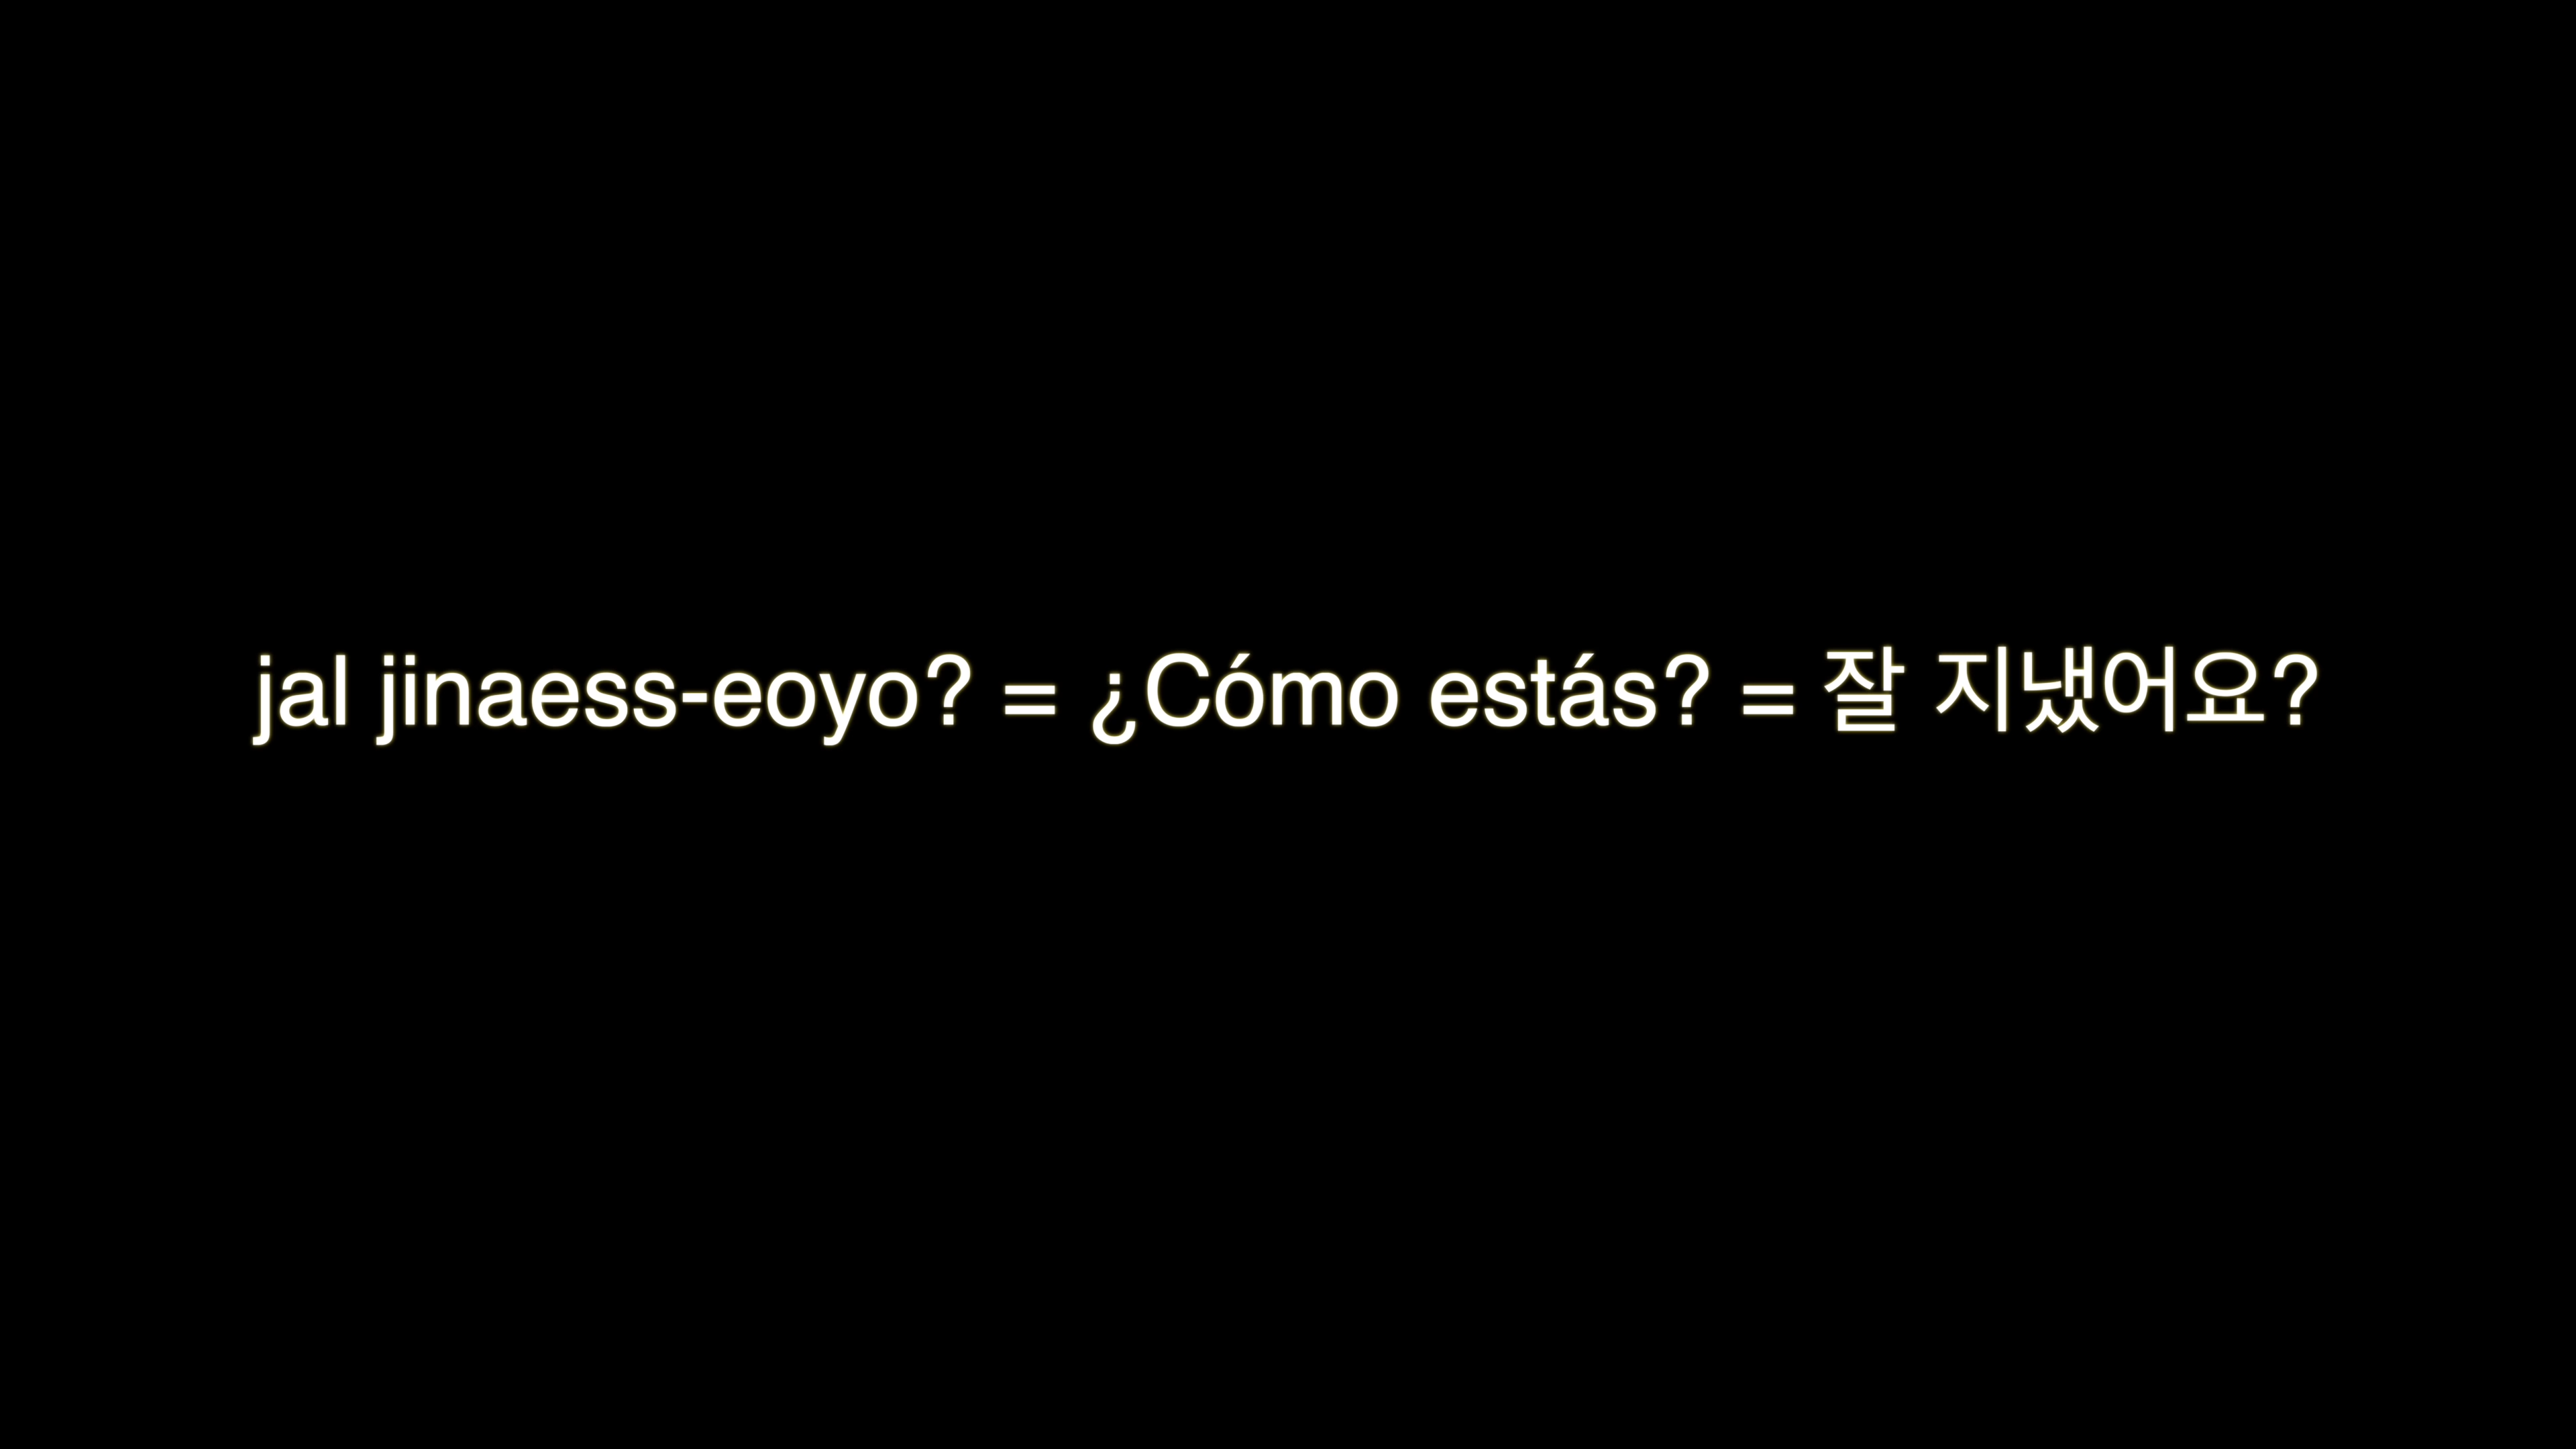 jal jinaess-eoyo? = ¿Cómo estás? = 잘 지냈어요?